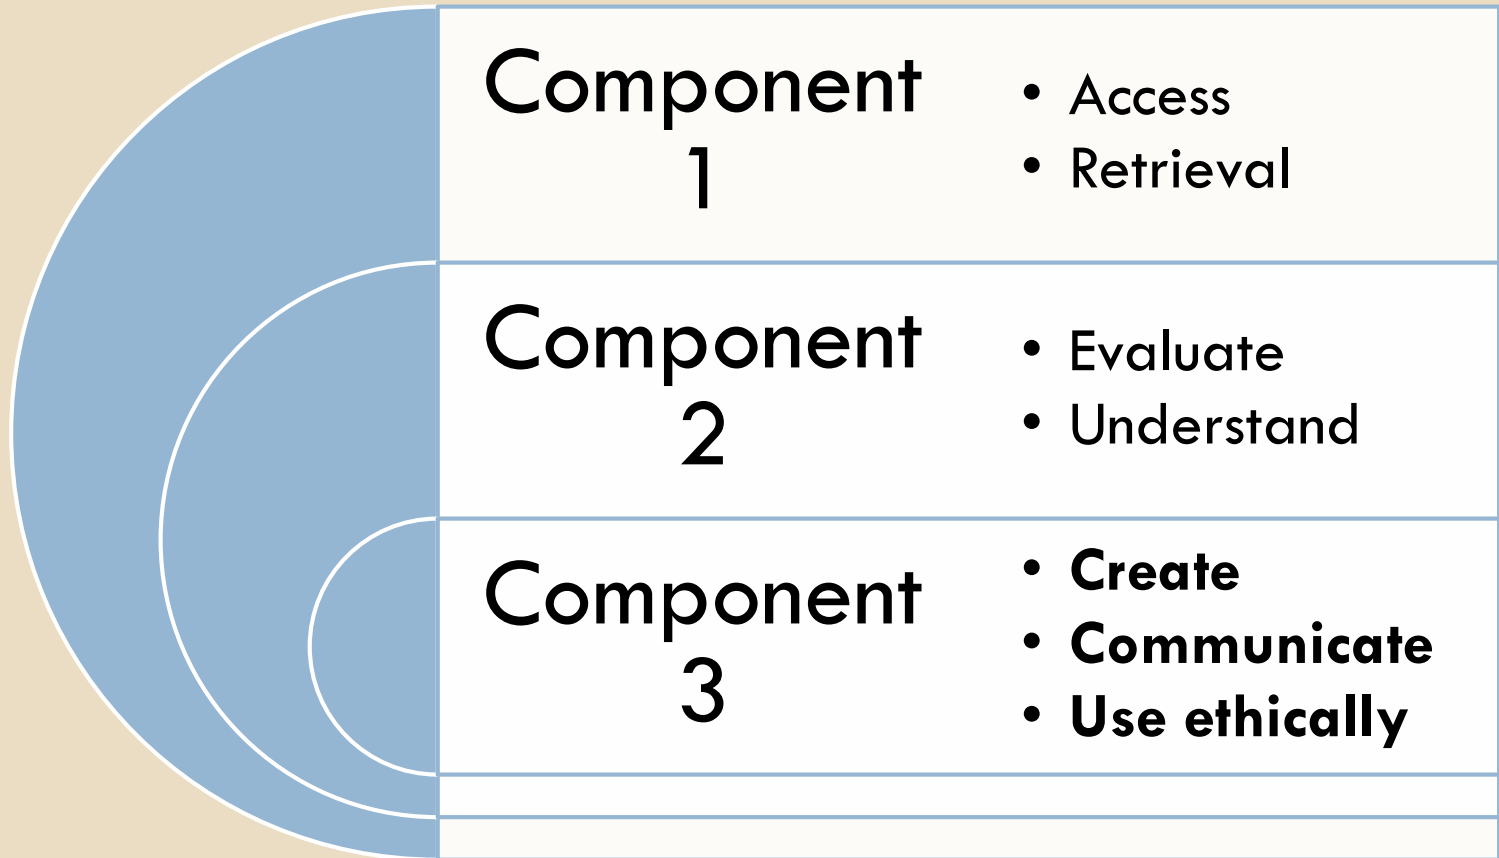 Component
1
• Access
• Retrieval
Component
2
• Evaluate
• Understand
Component
3
• Create
• Communicate
• Use ethically